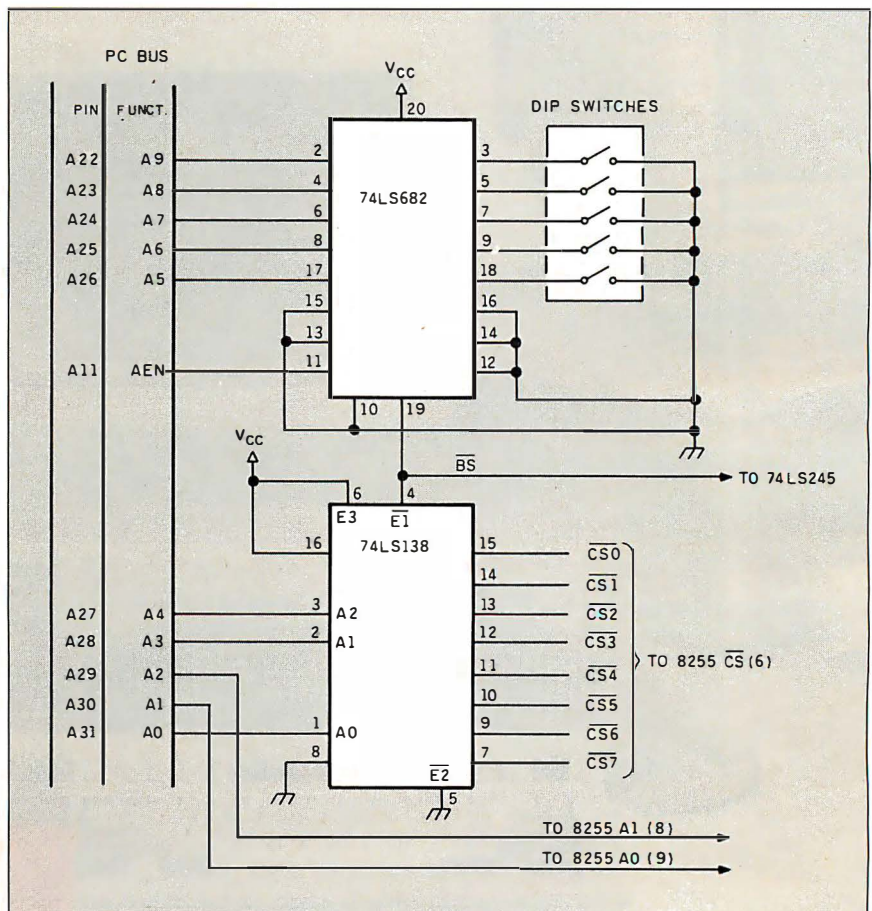 PC BUS
PIN FUNCT.
A22 A9
A23 A8
A24 A7
A25 A6
A26 A5
A11 AEN
A27 A4
A28 A3
A29 A2
A30 A1
A31 A0
VCC
20
74LS682
2 3
4 5
6 7
8 9
17 18
15 16
13 14
11 12
10 19
DIP SWITCHES
VCC
BS
TO 74LS245
6 4
E3 E1
74LS138
16 15 CS0
14 CS1
3 A2 13 CS2
2 A1 12 CS3
11 CS4
10 CS5
1 A0 9 CS6
8 7 CS7
E2
5
TO 8255 CS (6)
TO 8255 A1 (8)
TO 8255 A0 (9)